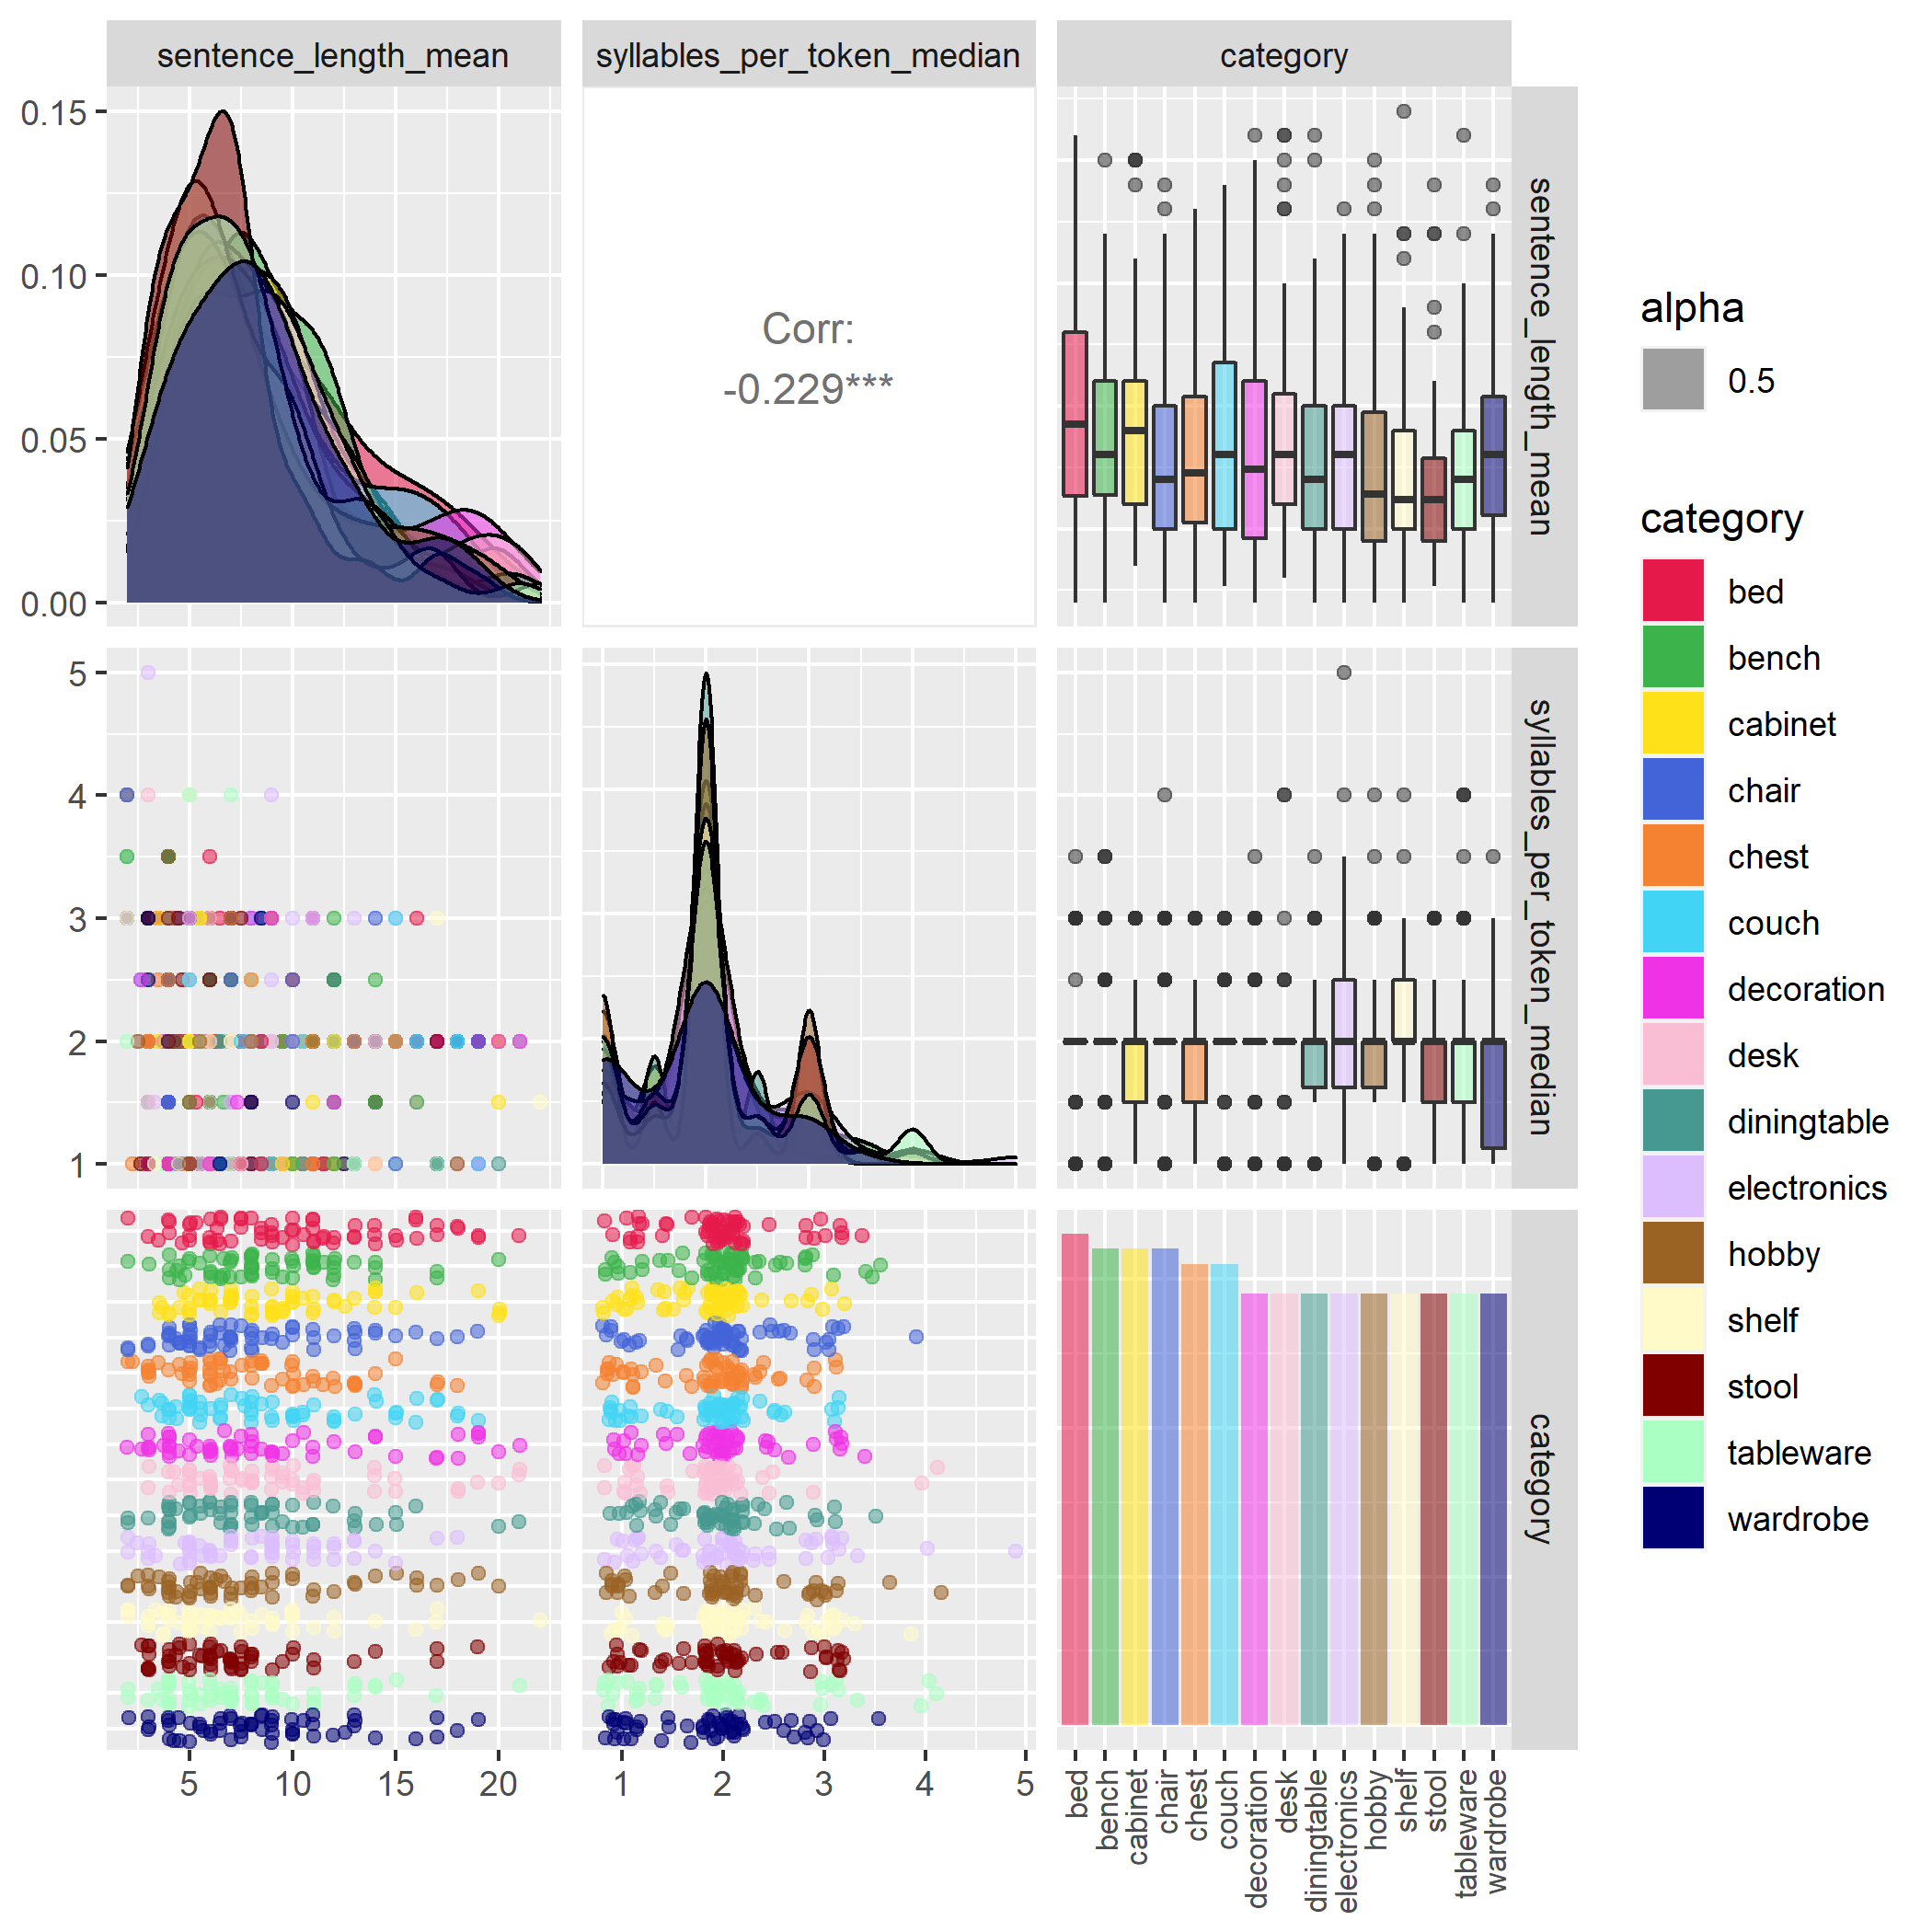 sentence_length_mean
syllables_per_token_median
category
0.15
0.10
0.05
0.00
Corr:
-0.229***
sentence_length_mean
5
4
3
2
1
syllables_per_token_median
category
5
10
15
20
1
2
3
4
5
bed
bench
cabinet
chair
chest
couch
decoration
desk
diningtable
electronics
hobby
shelf
stool
tableware
wardrobe
alpha
0.5
category
bed
bench
cabinet
chair
chest
couch
decoration
desk
diningtable
electronics
hobby
shelf
stool
tableware
wardrobe